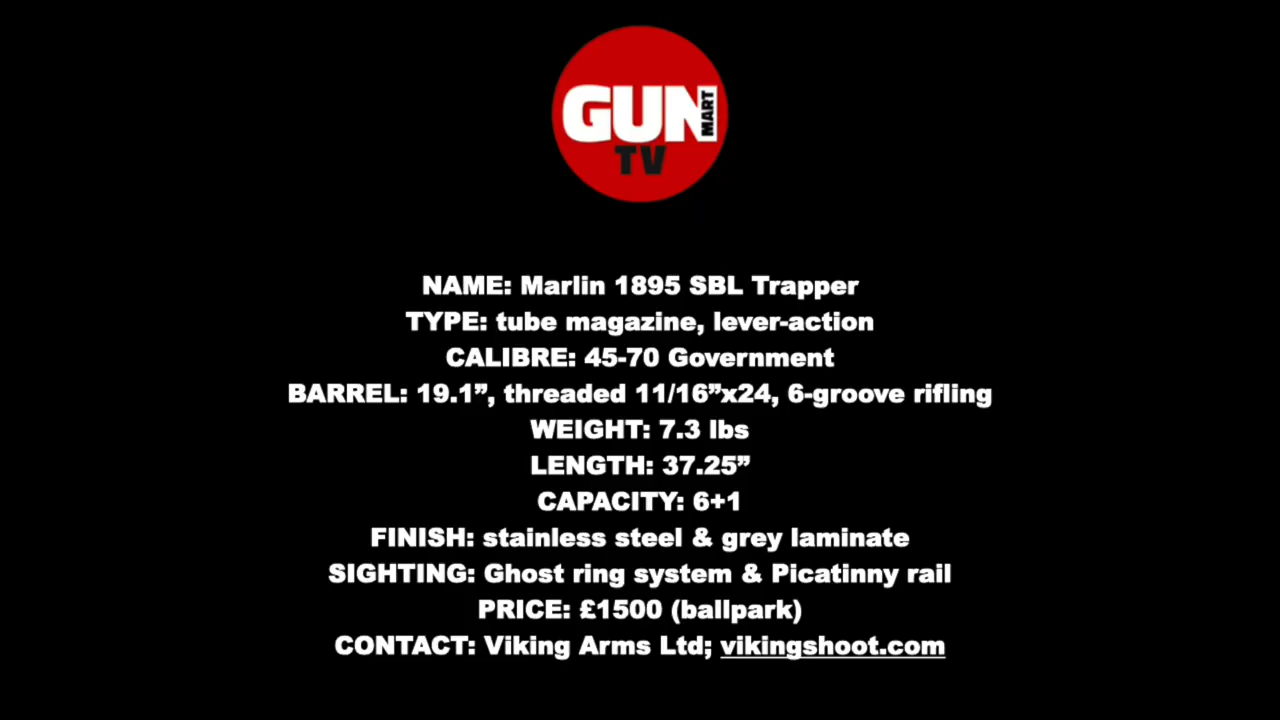 GUN MART
TV
NAME: Marlin 1895 SBL Trapper
TYPE: tube magazine, lever-action
CALIBRE: 45-70 Government
BARREL: 19.1”, threaded 11/16”x24, 6-groove rifling
WEIGHT: 7.3 lbs
LENGTH: 37.25”
CAPACITY: 6+1
FINISH: stainless steel & grey laminate
SIGHTING: Ghost ring system & Picatinny rail
PRICE: £1500 (ballpark)
CONTACT: Viking Arms Ltd; vikingshoot.com